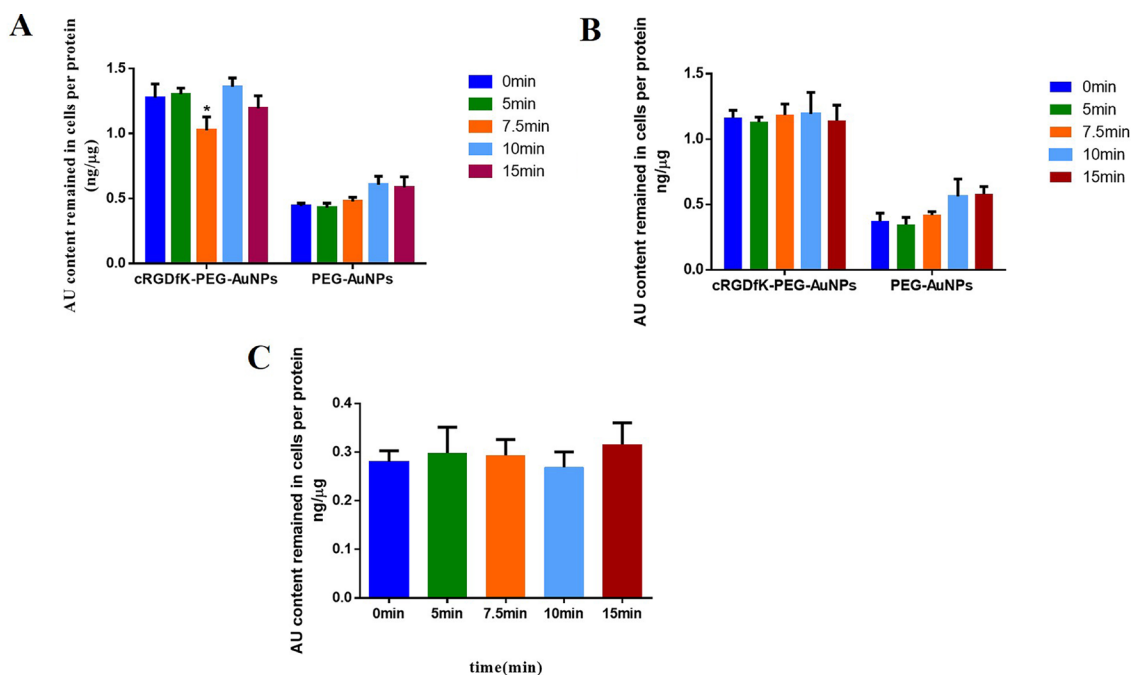 A
AU content remained in cells per protein
(ng/μg)
1.5
1.0
0.5
0.0
*
cRGDfK-PEG-AuNPs
PEG-AuNPs
0min
5min
7.5min
10min
15min
B
AU content remained in cells per protein
ng/μg
1.5
1.0
0.5
0.0
cRGDfK-PEG-AuNPs
PEG-AuNPs
0min
5min
7.5min
10min
15min
C
AU content remained in cells per protein
ng/μg
0.4
0.3
0.2
0.1
0.0
0min
5min
7.5min
10min
15min
time(min)